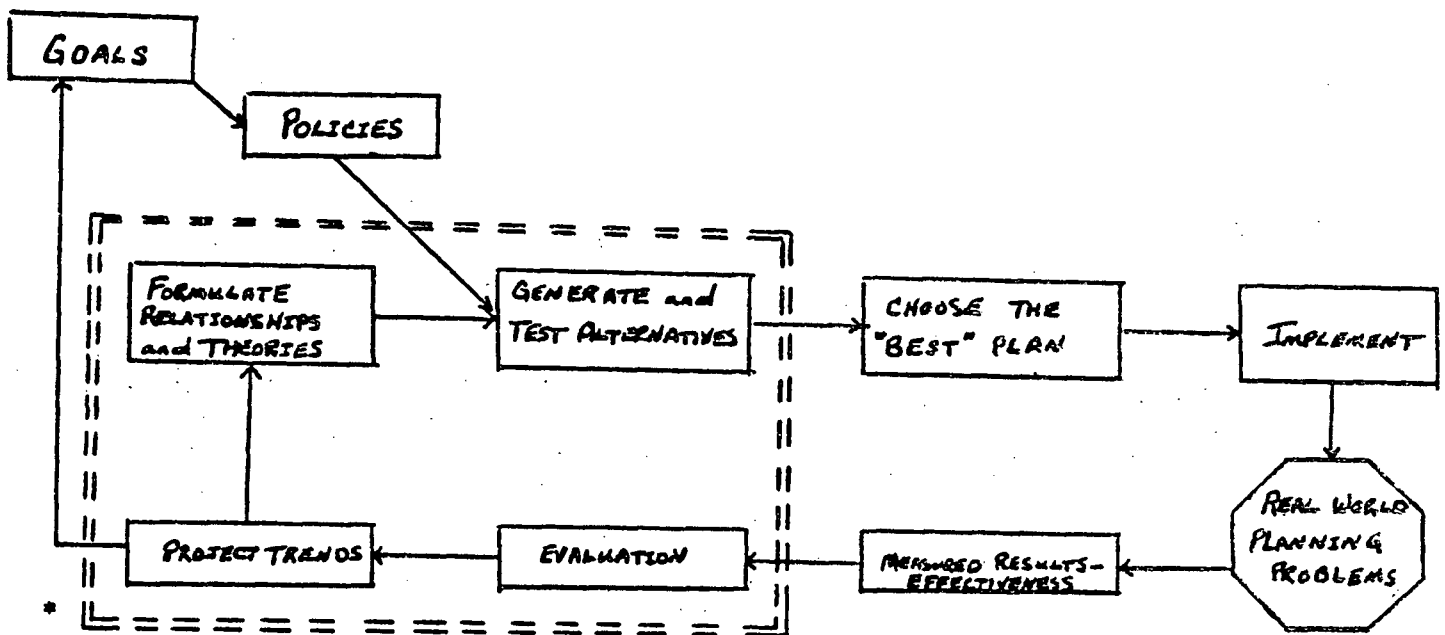 GOALS
POLICIES
FORMULATE
RELATIONSHIPS
and THEORIES
GENERATE and
TEST ALTERNATIVES
CHOOSE THE
"BEST" PLAN
IMPLEMENT
REAL WORLD
PLANNING
PROBLEMS
MEASURED RESULTS-
EFFECTIVENESS
EVALUATION
PROJECT TRENDS
*